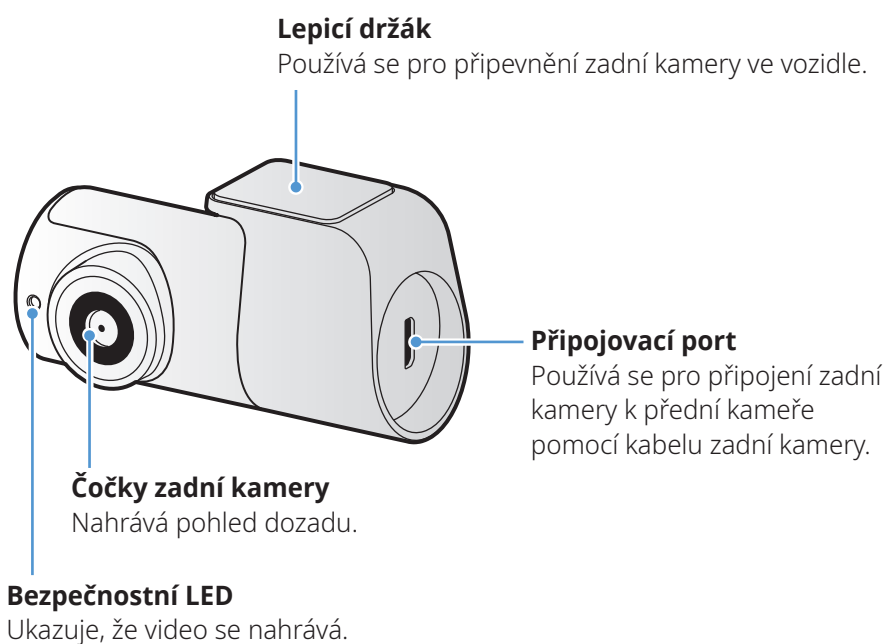 Lepicí držák
Používá se pro připevnění zadní kamery ve vozidle.
Připojovací port
Používá se pro připojení zadní
kamery k přední kameře
pomocí kabelu zadní kamery.
Čočky zadní kamery
Nahrává pohled dozadu.
Bezpečnostní LED
Ukazuje, že video se nahrává.